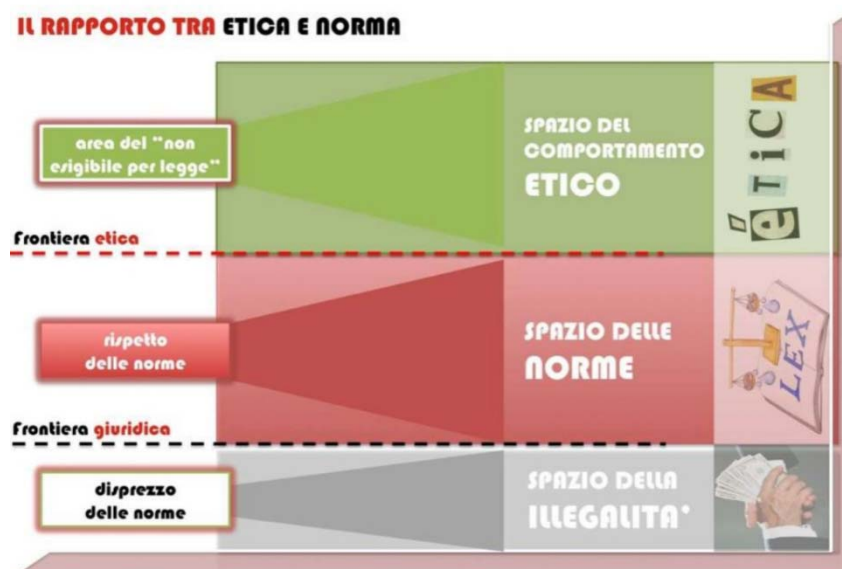 IL RAPPORTO TRA ETICA E NORMA
area del "non
esigibile per legge"
SPAZIO DEL
COMPORTAMENTO
ETICO
éTiCA
Frontiera etica
rispetto
delle norme
SPAZIO DELLE
NORME
LEX
Frontiera giuridica
disprezzo
delle norme
SPAZIO DELLA
ILLEGALITA'